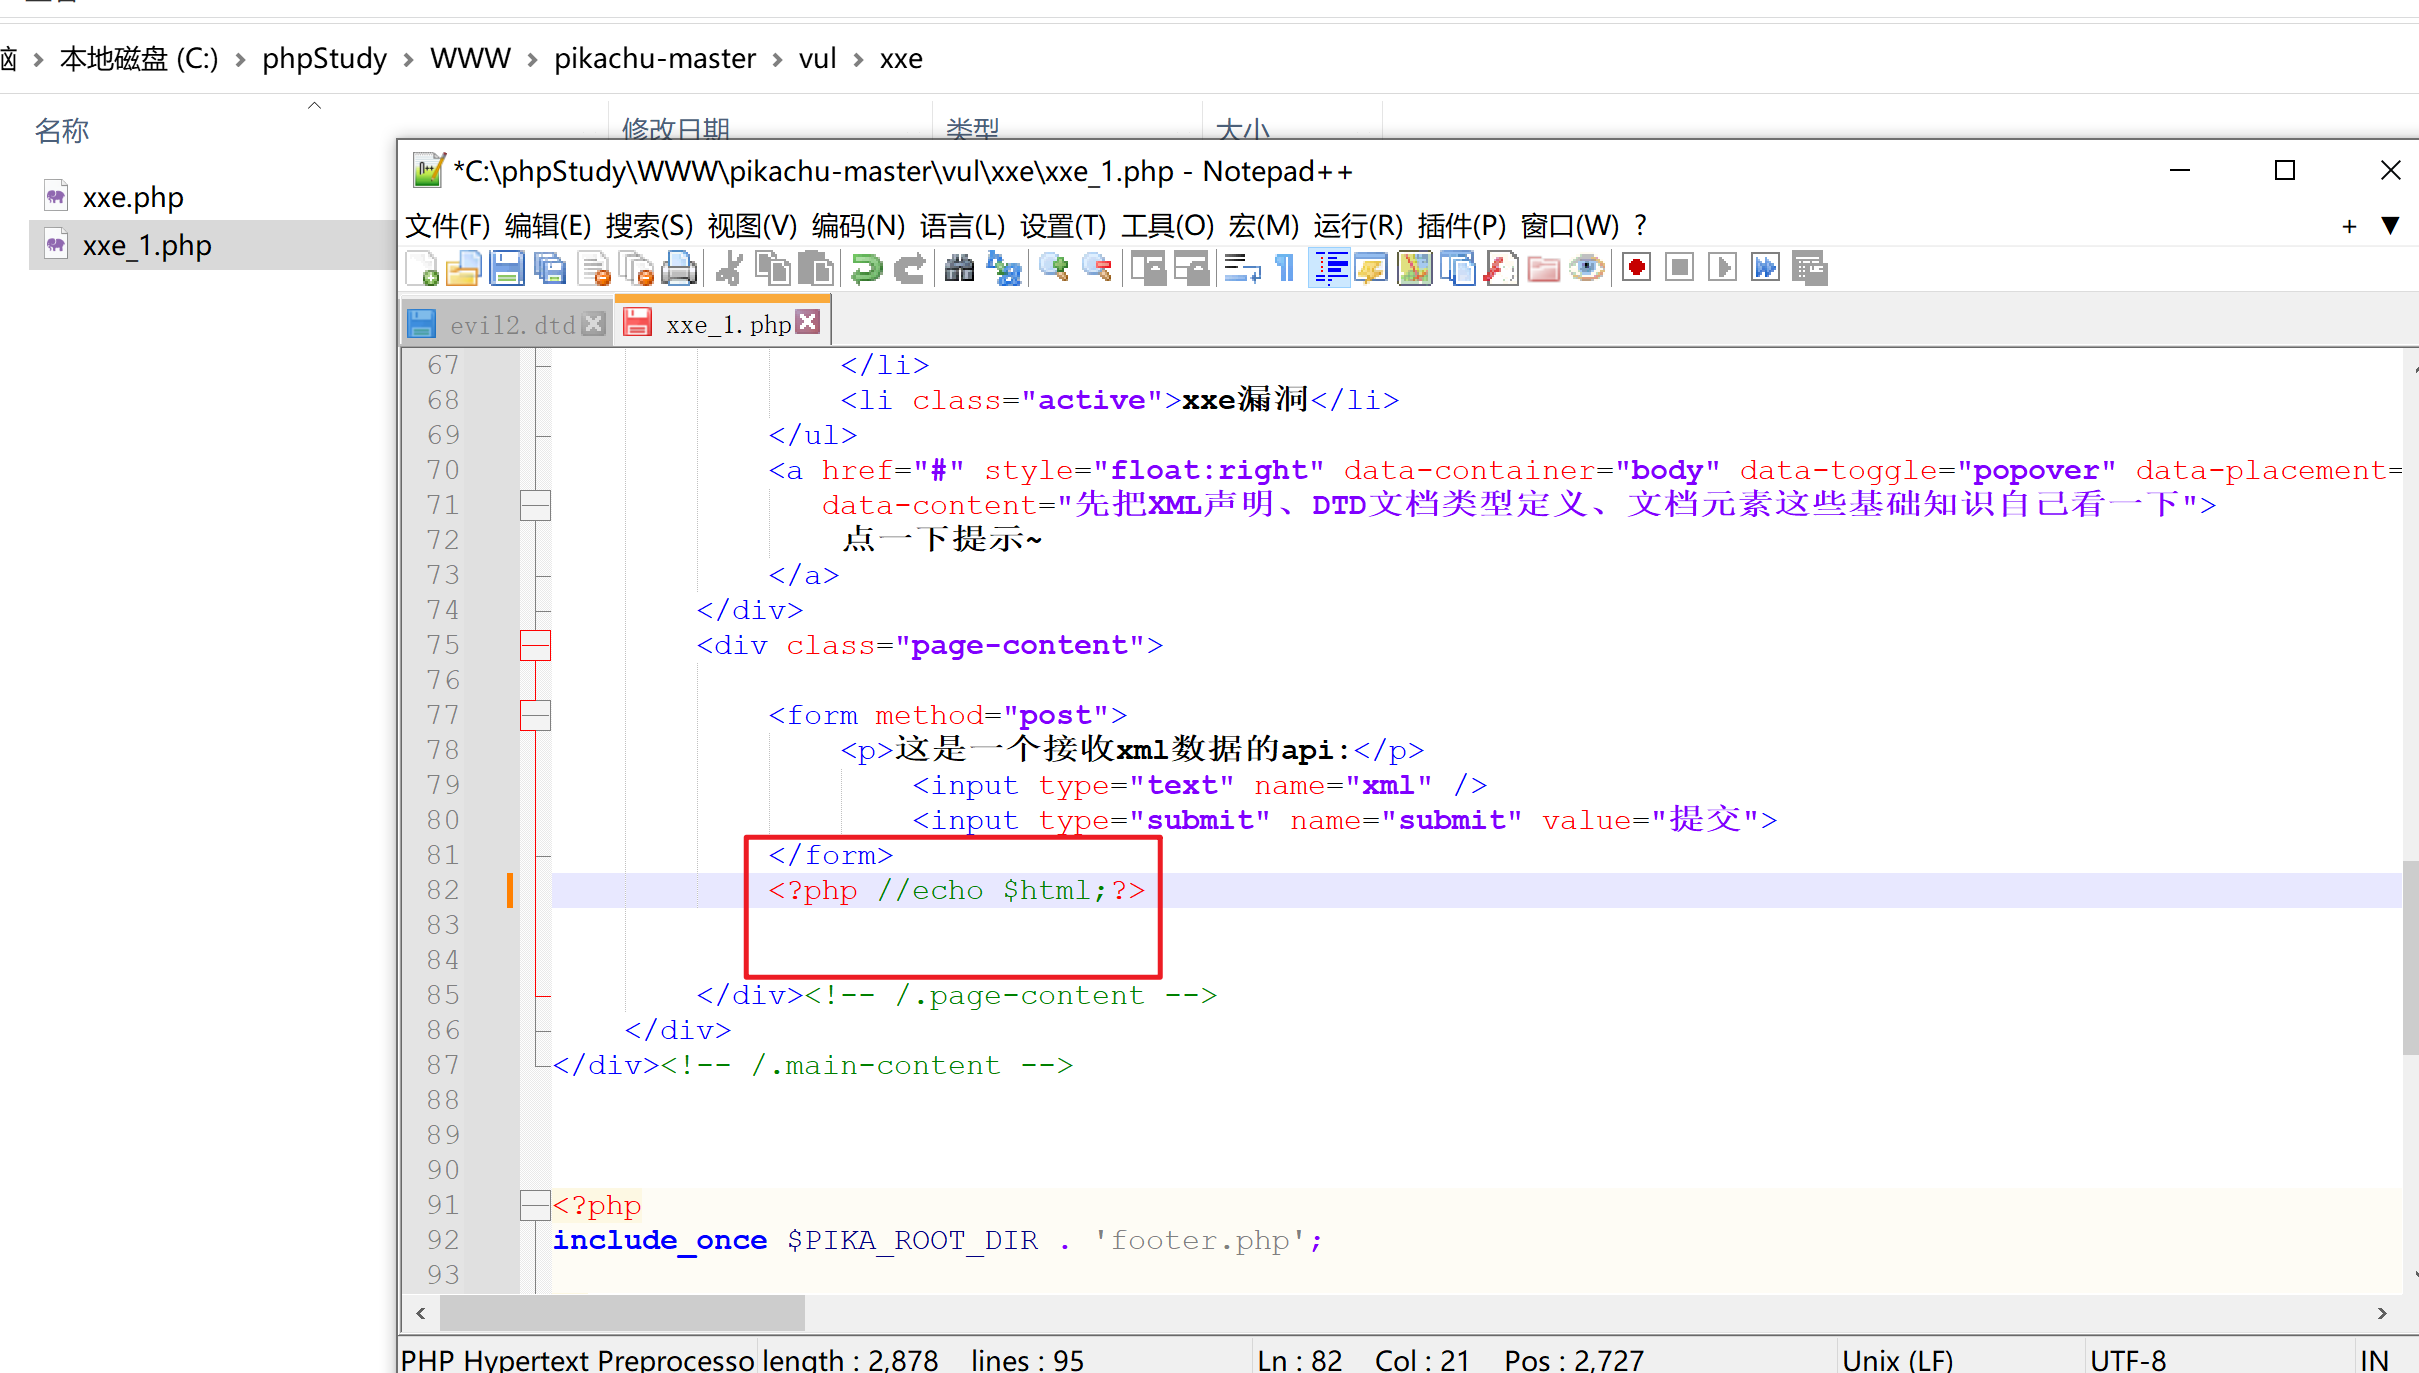 脑 › 本地磁盘 (C:) › phpStudy › WWW › pikachu-master › vul › xxe
名称 修改日期 类型 大小
xxe.php
xxe_1.php
*C:\phpStudy\WWW\pikachu-master\vul\xxe\xxe_1.php - Notepad++
文件(F) 编辑(E) 搜索(S) 视图(V) 编码(N) 语言(L) 设置(T) 工具(O) 宏(M) 运行(R) 插件(P) 窗口(W) ?
evil2.dtd xxe_1.php
67 </li>
68 <li class="active">xxe漏洞</li>
69 </ul>
70 <a href="#" style="float:right" data-container="body" data-toggle="popover" data-placement=
71 data-content="先把XML声明、DTD文档类型定义、文档元素这些基础知识自己看一下">
72 点一下提示~
73 </a>
74 </div>
75 <div class="page-content">
76
77 <form method="post">
78 <p>这是一个接收xml数据的api:</p>
79 <input type="text" name="xml" />
80 <input type="submit" name="submit" value="提交">
81 </form>
82 <?php //echo $html;?>
83
84
85 </div><!-- /.page-content -->
86 </div>
87 </div><!-- /.main-content -->
88
89
90
91 <?php
92 include_once $PIKA_ROOT_DIR . 'footer.php';
93
PHP Hypertext Preprocesso length : 2,878 lines : 95 Ln : 82 Col : 21 Pos : 2,727 Unix (LF) UTF-8 IN